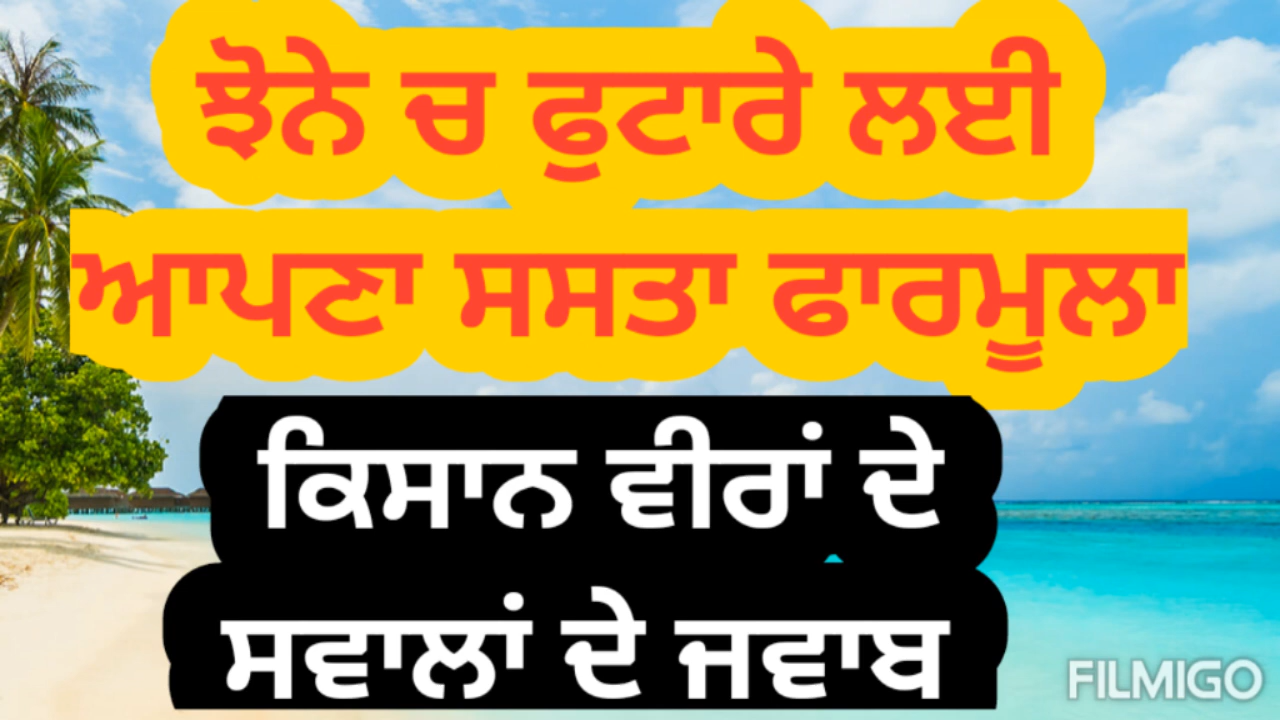 ਝੋਨੇ ਚ ਫੁਟਾਰੇ ਲਈ
ਆਪਣਾ ਸਸਤਾ ਫਾਰਮੂਲਾ
ਕਿਸਾਨ ਵੀਰਾਂ ਦੇ
ਸਵਾਲਾਂ ਦੇ ਜਵਾਬ
FILMIGO